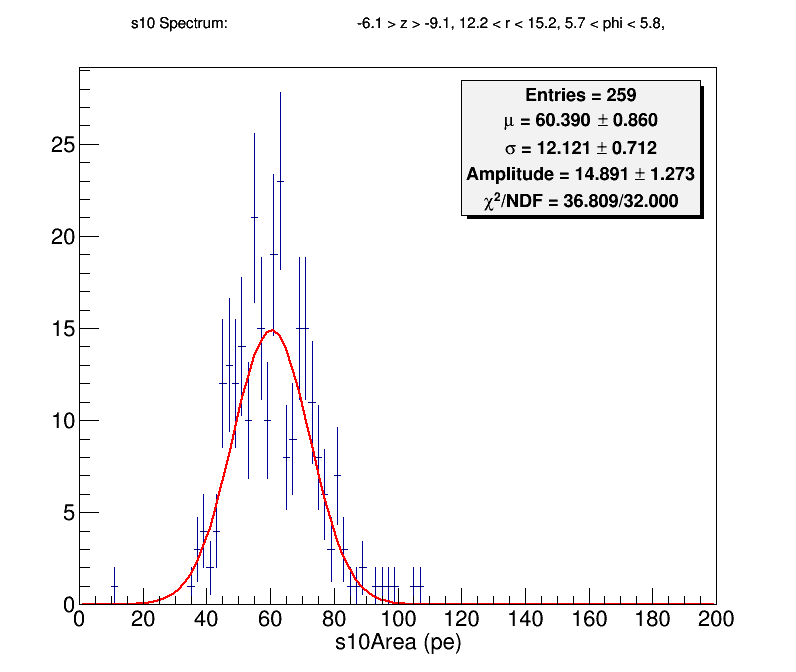 s10 Spectrum: -6.1 > z > -9.1, 12.2 < r < 15.2, 5.7 < phi < 5.8,
Entries = 259
μ = 60.390 ± 0.860
σ = 12.121 ± 0.712
Amplitude = 14.891 ± 1.273
χ²/NDF = 36.809/32.000
25
20
15
10
5
0
0 20 40 60 80 100 120 140 160 180 200
s10Area (pe)